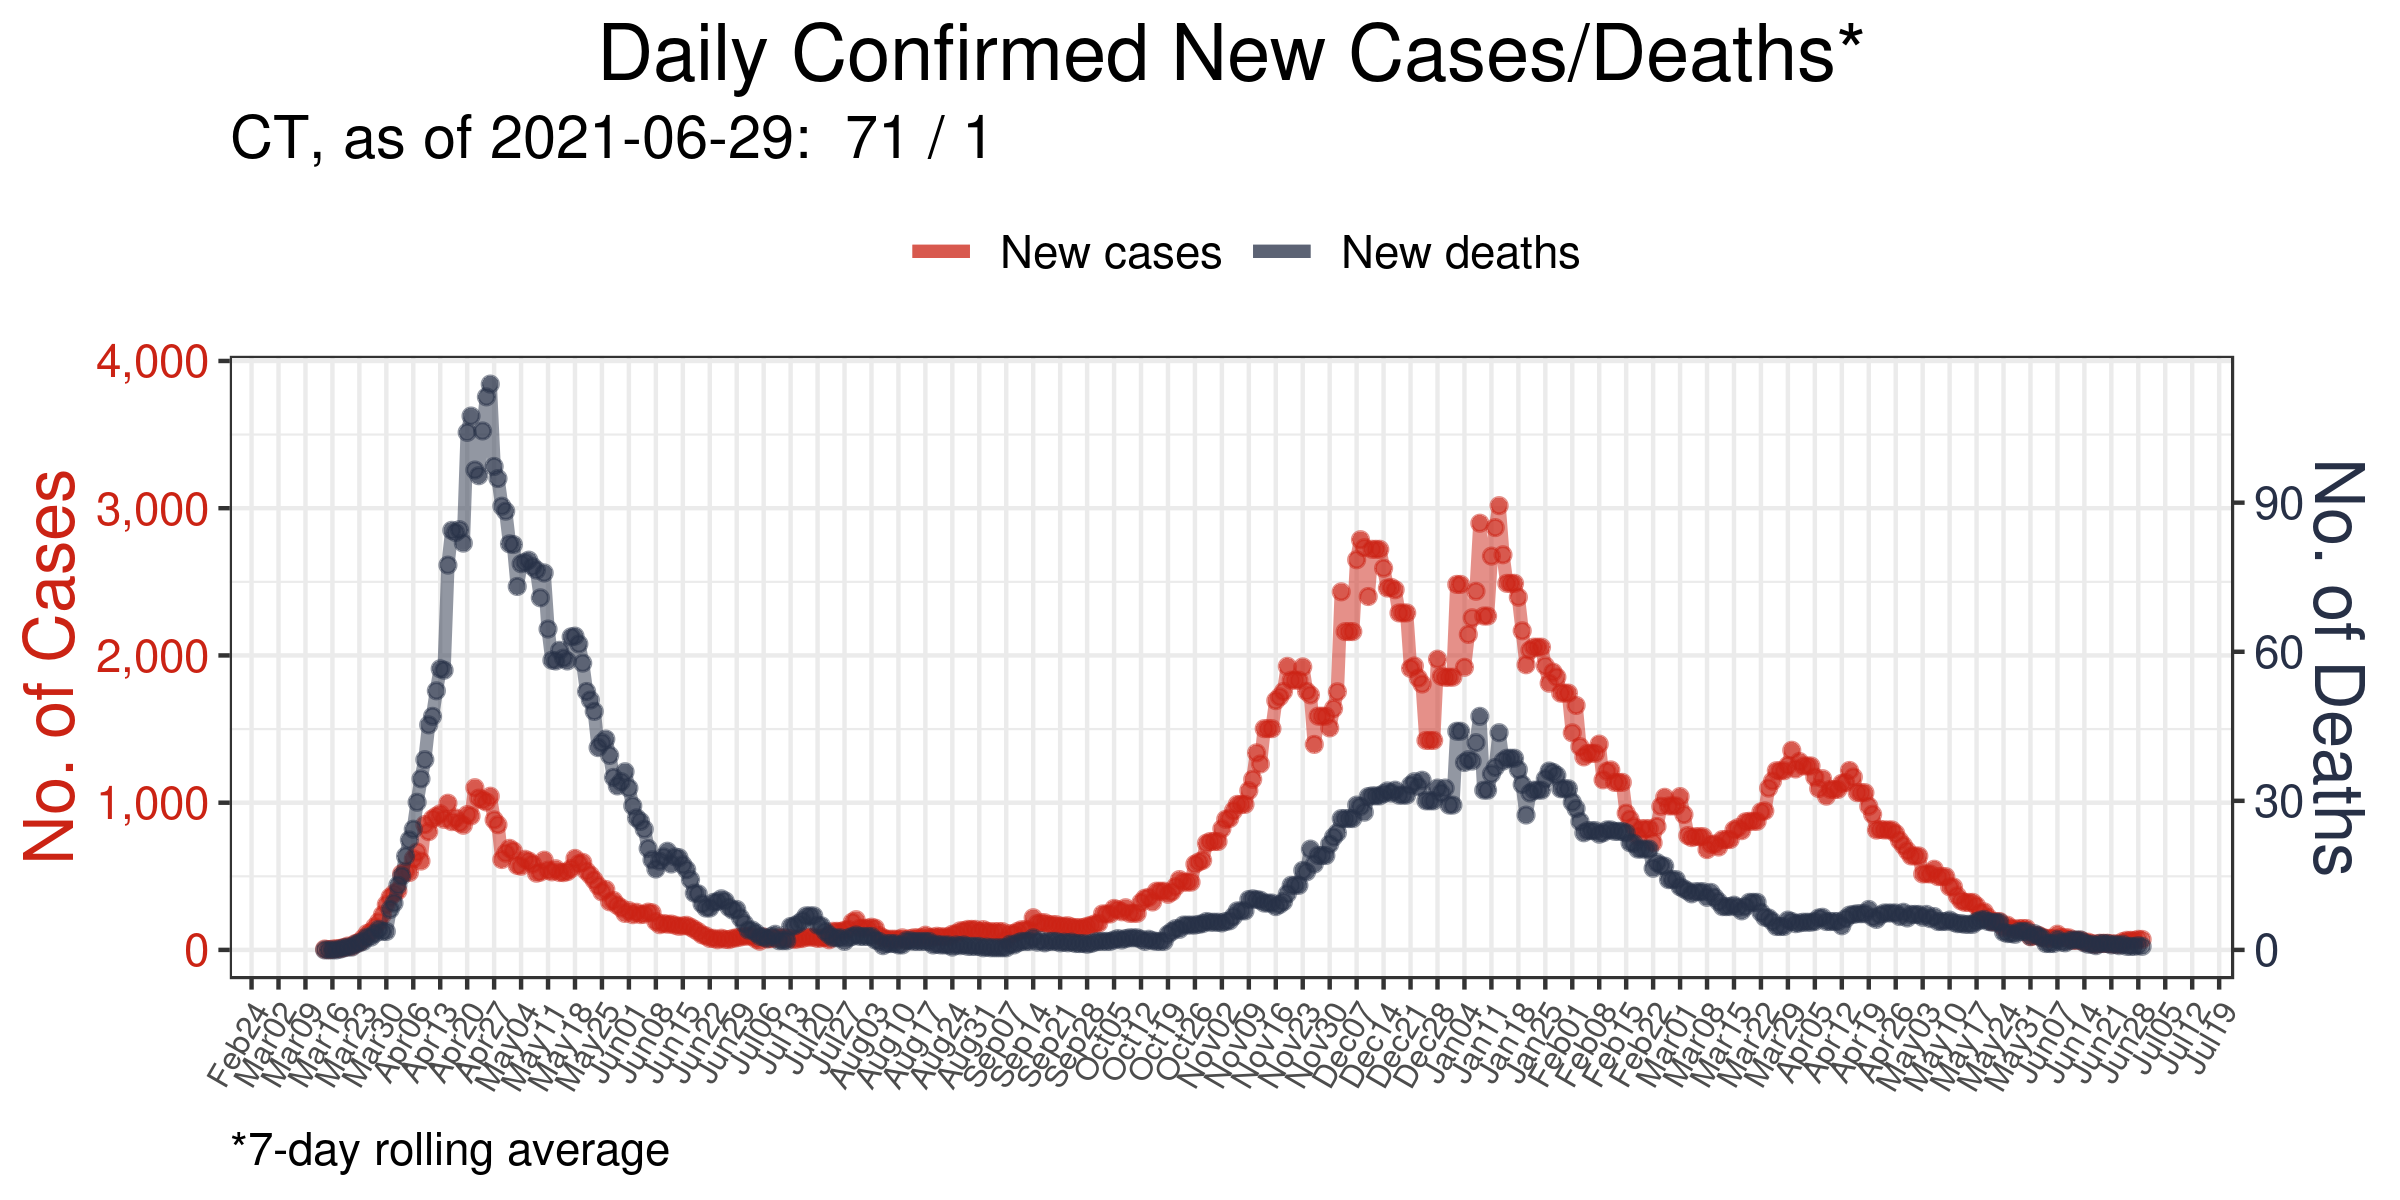 Daily Confirmed New Cases/Deaths*
CT, as of 2021-06-29:  71 / 1
New cases
New deaths
4,000
3,000
2,000
1,000
0
No. of Cases
90
60
30
0
No. of Deaths
Feb24
Mar02
Mar09
Mar16
Mar23
Mar30
Apr06
Apr13
Apr20
Apr27
May04
May11
May18
May25
Jun01
Jun08
Jun15
Jun22
Jun29
Jul06
Jul13
Jul20
Jul27
Aug03
Aug10
Aug17
Aug24
Aug31
Sep07
Sep14
Sep21
Sep28
Oct05
Oct12
Oct19
Oct26
Nov02
Nov09
Nov16
Nov23
Nov30
Dec07
Dec14
Dec21
Dec28
Jan04
Jan11
Jan18
Jan25
Feb01
Feb08
Feb15
Feb22
Mar01
Mar08
Mar15
Mar22
Mar29
Apr05
Apr12
Apr19
Apr26
May03
May10
May17
May24
May31
Jun07
Jun14
Jun21
Jun28
Jul05
Jul12
Jul19
*7-day rolling average